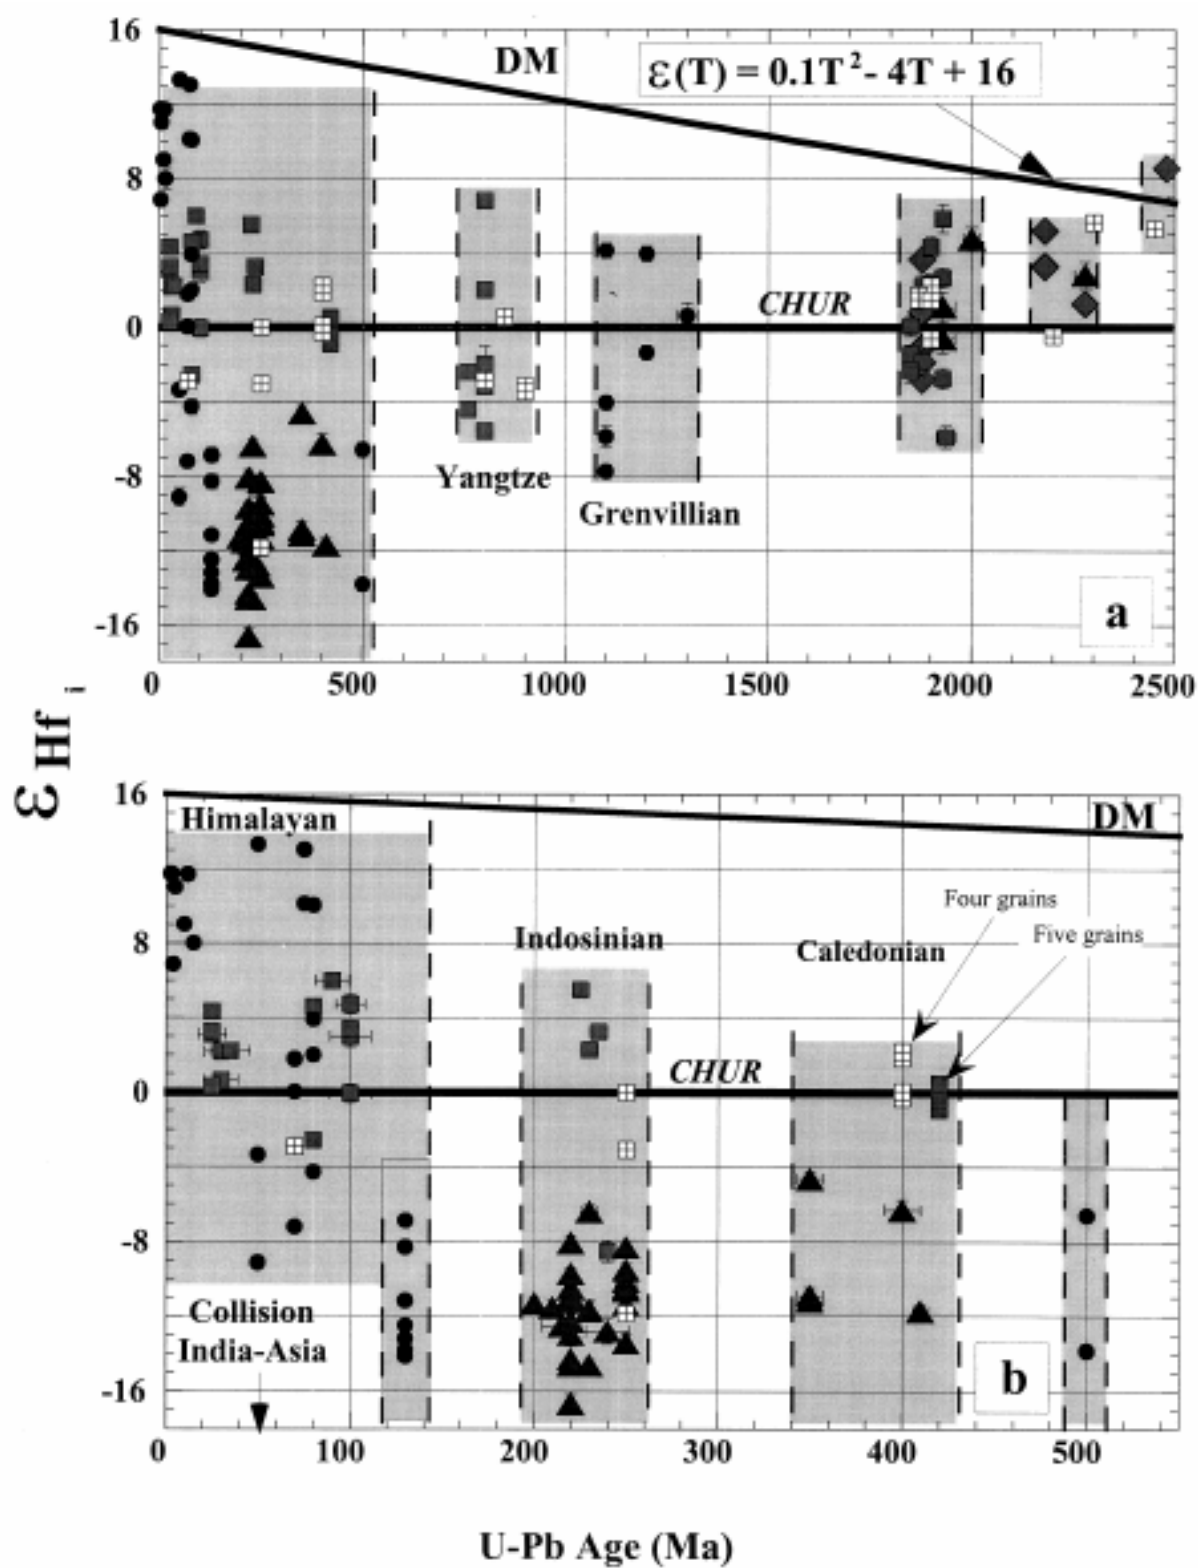 16
DM
ε(T) = 0.1T² - 4T + 16
8
CHUR
0
-8
Yangtze
Grenvillian
-16
a
0 500 1000 1500 2000 2500
ε Hf i
16
Himalayan
DM
Four grains
8
Indosinian
Caledonian
Five grains
CHUR
0
-8
Collision
India-Asia
b
-16
0 100 200 300 400 500
U-Pb Age (Ma)